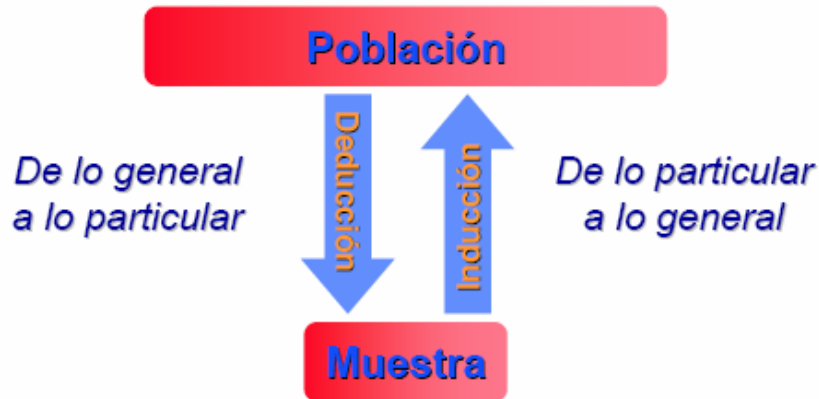 Población
De lo general
a lo particular
Deducción
Inducción
De lo particular
a lo general
Muestra